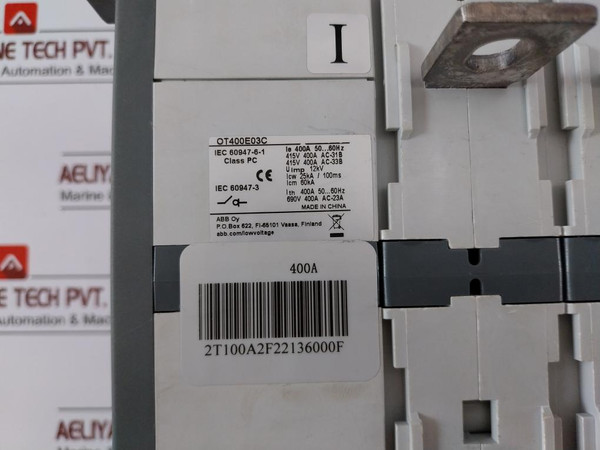 I
OT400E03C
IEC 60947-6-1
Class PC
CE
IEC 60947-3
Ie 400A 50...60Hz
415V 400A AC-31B
415V 400A AC-33B
Uimp 12kV
Icw 25kA / 100ms
Icm 60kA
Ith 400A 50...60Hz
690V 400A AC-23A
MADE IN CHINA
ABB Oy
P.O.Box 622, FI-65101 Vaasa, Finland
abb.com/lowvoltage
400A
2T100A2F22136000F
NE TECH PVT.
Automation & Mac
AELIYA
Marine
NE TECH PVT.
Automation & Mac
AELIYA